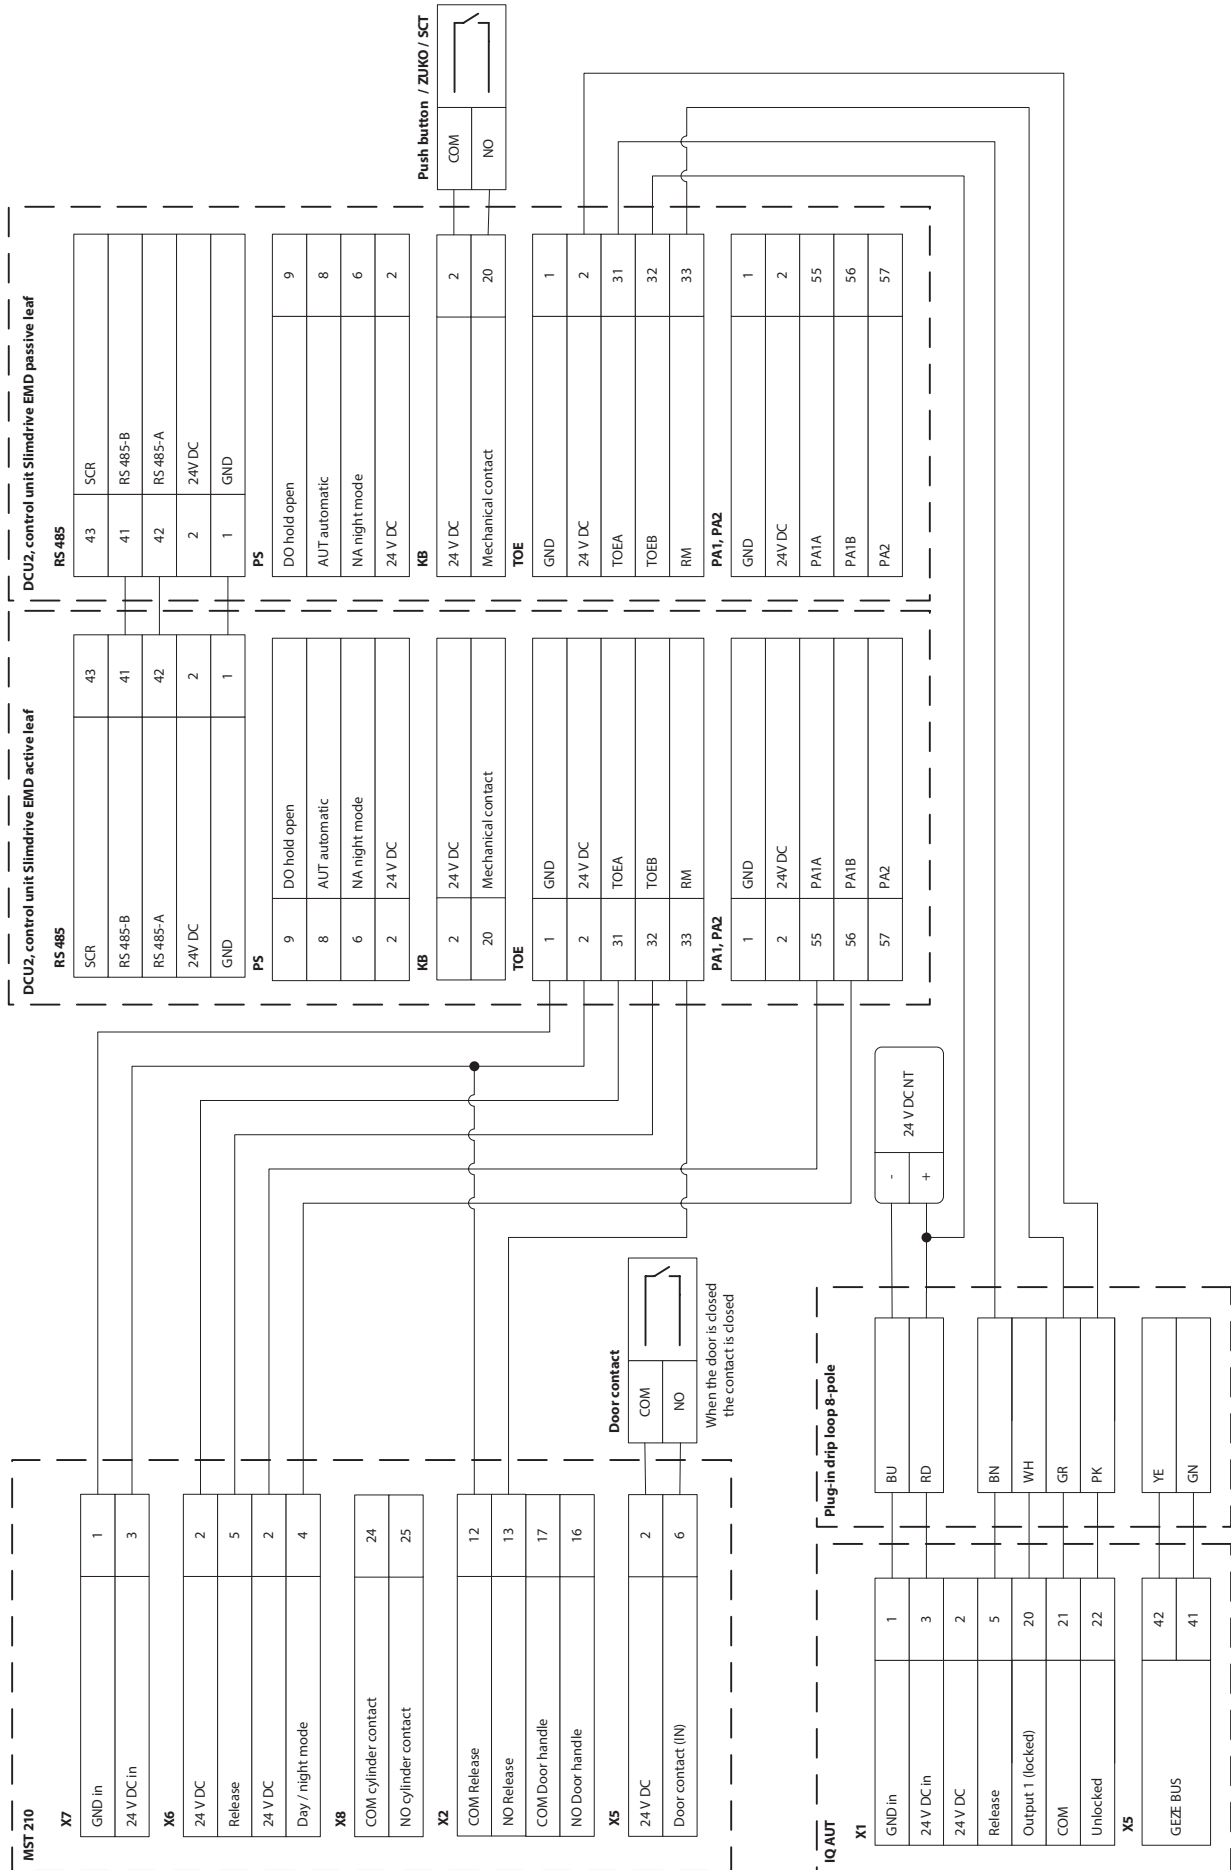 MST 210
X7
GND in 1
24 V DC in 3
X6
24 V DC 2
Release 5
24 V DC 2
Day / night mode 4
X8
COM cylinder contact 24
NO cylinder contact 25
X2
COM Release 12
NO Release 13
COM Door handle 17
NO Door handle 16
X5
24 V DC 2
Door contact (IN) 6
Door contact
COM
NO
When the door is closed
the contact is closed
DCU2, control unit Slimdrive EMD active leaf
RS 485
SCR 43
RS 485-B 41
RS 485-A 42
24V DC 2
GND 1
PS
9 DO hold open
8 AUT automatic
6 NA night mode
2 24 V DC
KB
2 24 V DC
20 Mechanical contact
TOE
1 GND
2 24 V DC
31 TOEA
32 TOEB
33 RM
PA1, PA2
1 GND
2 24V DC
55 PA1A
56 PA1B
57 PA2
DCU2, control unit Slimdrive EMD passive leaf
RS 485
43 SCR
41 RS 485-B
42 RS 485-A
2 24V DC
1 GND
PS
DO hold open 9
AUT automatic 8
NA night mode 6
24 V DC 2
KB
24 V DC 2
Mechanical contact 20
TOE
GND 1
24 V DC 2
TOEA 31
TOEB 32
RM 33
PA1, PA2
GND 1
24V DC 2
PA1A 55
PA1B 56
PA2 57
Push button / ZUKO / SCT
COM
NO
IQ AUT
X1
GND in 1
24 V DC in 3
24 V DC 2
Release 5
Output 1 (locked) 20
COM 21
Unlocked 22
X5
GEZE BUS
42
41
Plug-in drip loop 8-pole
BU
RD
BN
WH
GR
PK
YE
GN
-
+
24 V DC NT